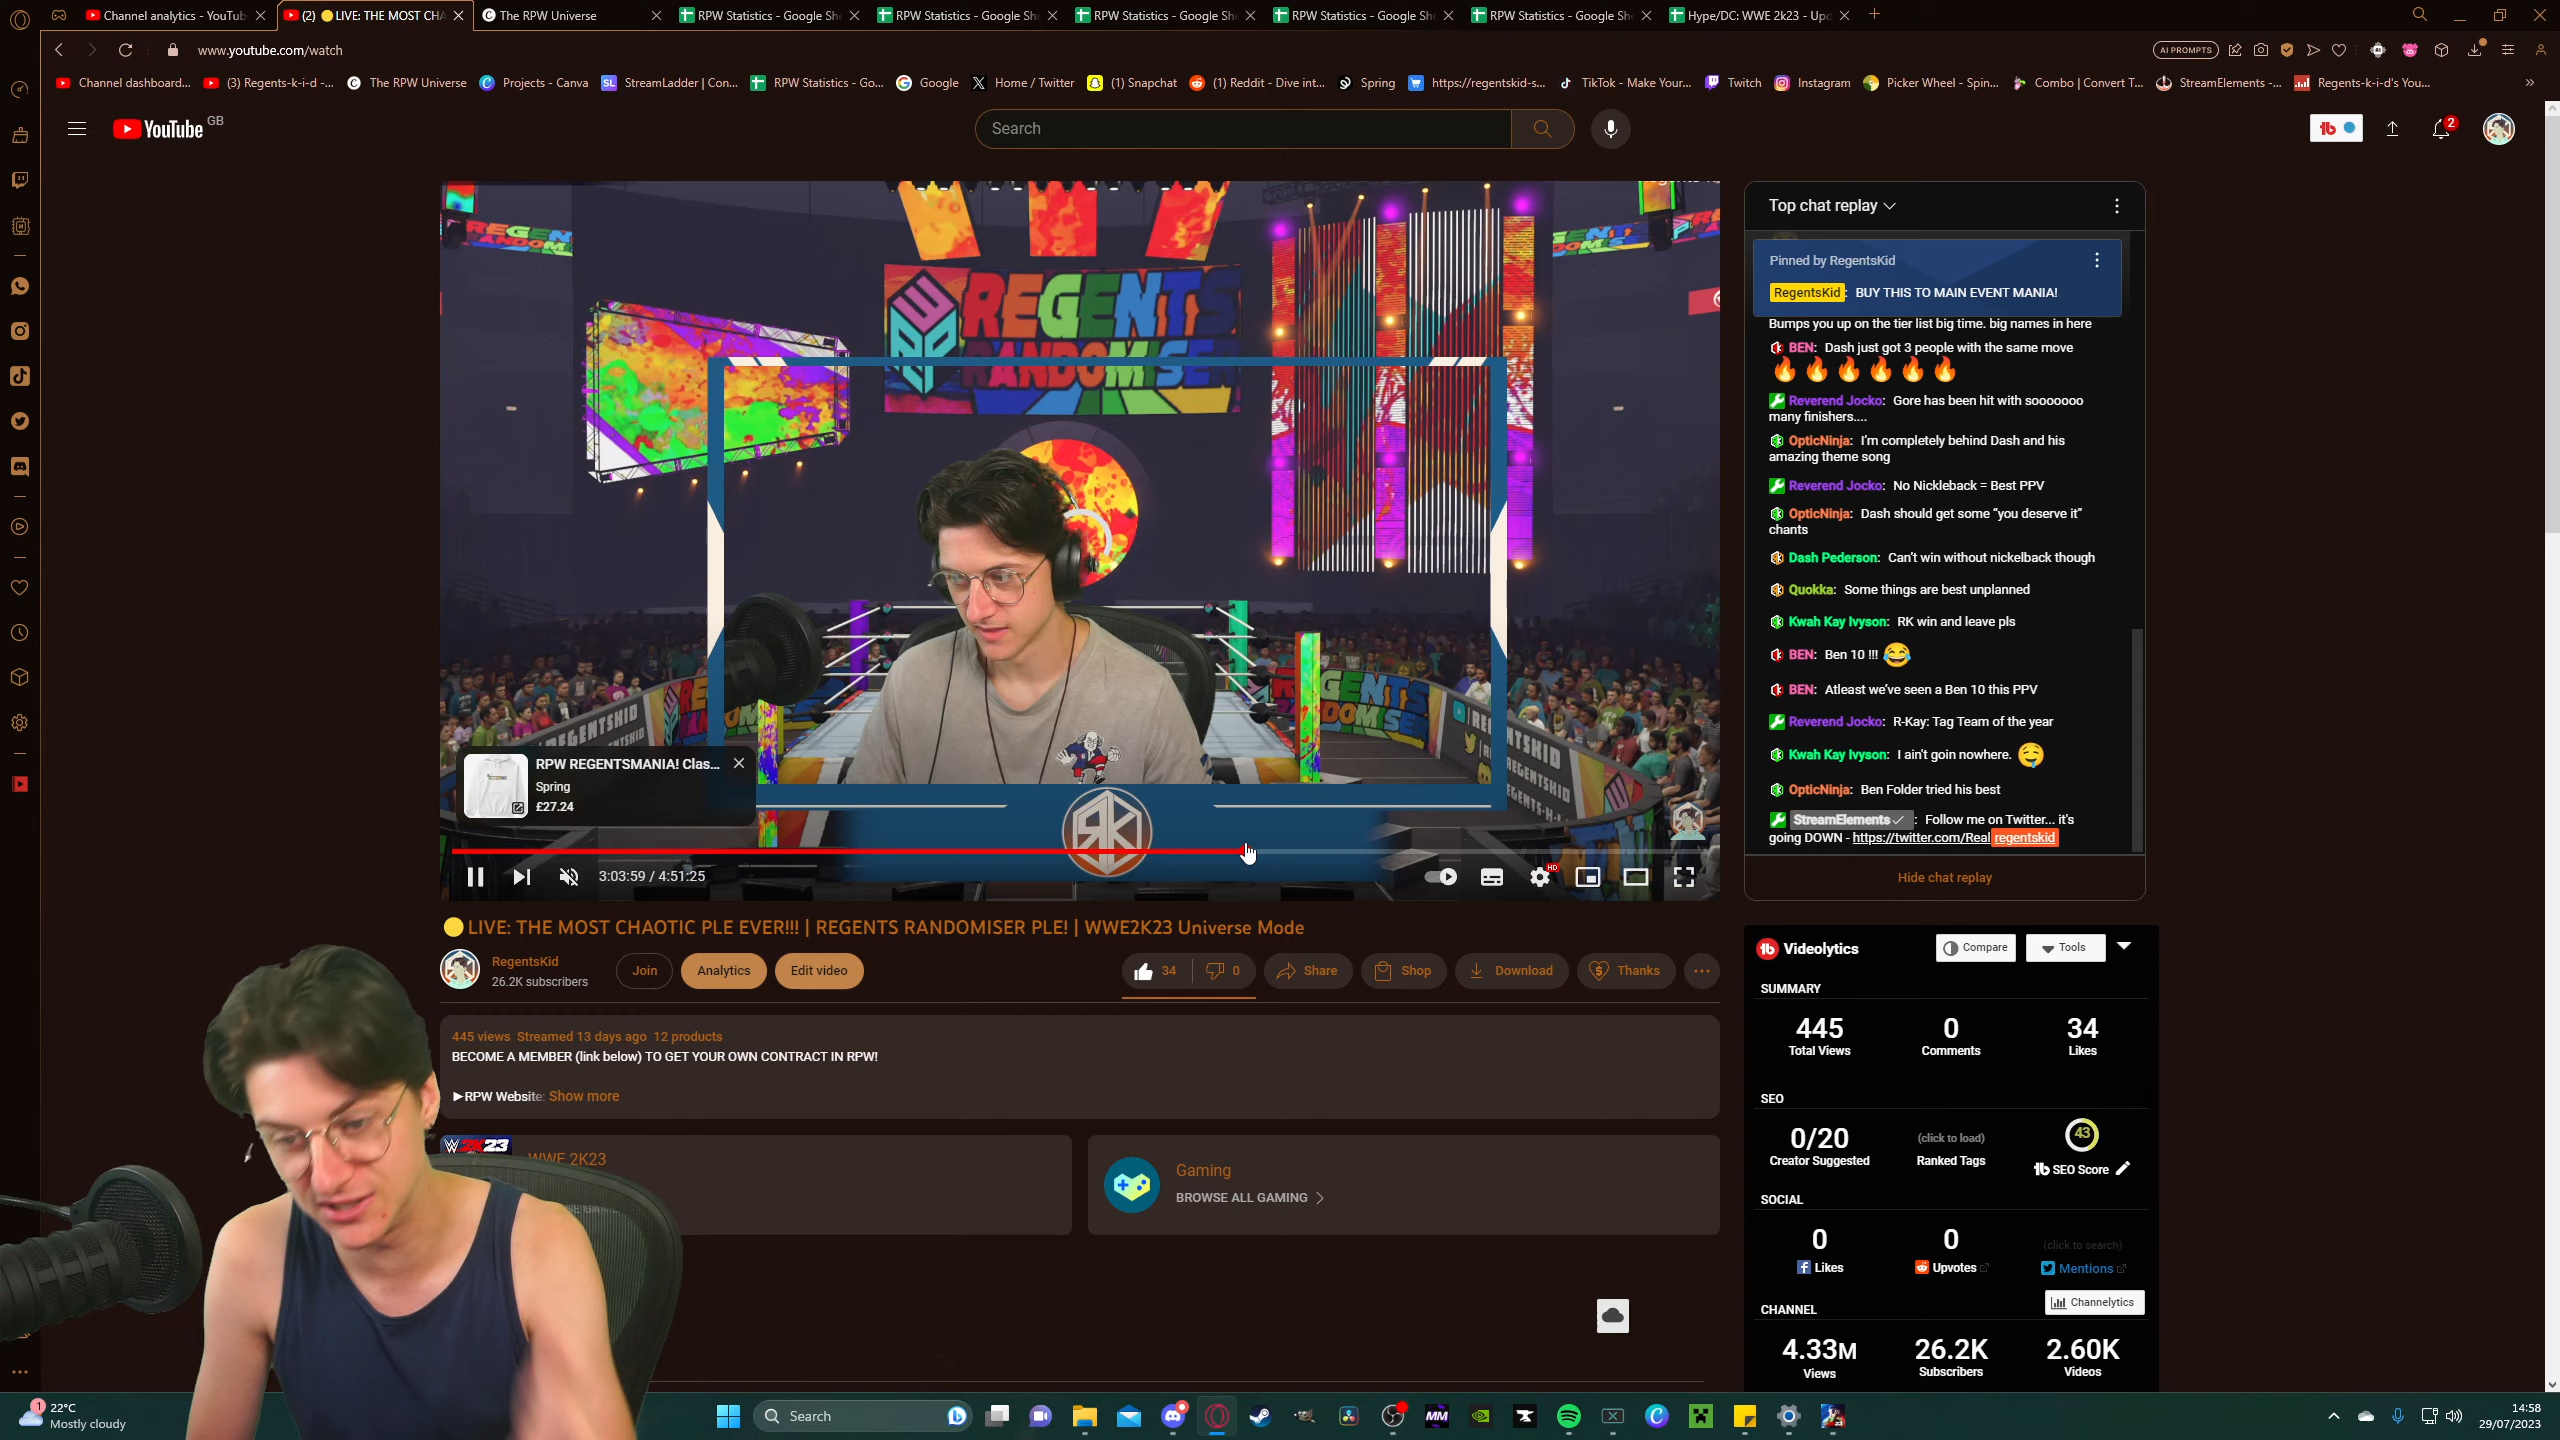 Channel analytics - YouTub
(2) 🟡LIVE: THE MOST CHA
The RPW Universe
RPW Statistics - Google She
RPW Statistics - Google She
RPW Statistics - Google She
RPW Statistics - Google She
RPW Statistics - Google She
Hype/DC: WWE 2k23 - Upd
www.youtube.com/watch
AI PROMPTS
Channel dashboard...
(3) Regents-k-i-d -...
The RPW Universe
Projects - Canva
StreamLadder | Con...
RPW Statistics - Go...
Google
Home / Twitter
(1) Snapchat
(1) Reddit - Dive int...
Spring
https://regentskid-s...
TikTok - Make Your...
Twitch
Instagram
Picker Wheel - Spin...
Combo | Convert T...
StreamElements -...
Regents-k-i-d's You...
YouTube GB
Search
2
REGENTS
RANDOMISER
RPW REGENTSMANIA! Clas...
Spring
£27.24
3:03:59 / 4:51:25
HD
Top chat replay
Pinned by RegentsKid
RegentsKid BUY THIS TO MAIN EVENT MANIA!
Bumps you up on the tier list big time. big names in here
BEN: Dash just got 3 people with the same move
🔥🔥🔥🔥🔥🔥
Reverend Jocko: Gore has been hit with sooooooo
many finishers....
OpticNinja: I'm completely behind Dash and his
amazing theme song
Reverend Jocko: No Nickleback = Best PPV
OpticNinja: Dash should get some “you deserve it”
chants
Dash Pederson: Can't win without nickelback though
Quokka: Some things are best unplanned
Kwah Kay Ivyson: RK win and leave pls
BEN: Ben 10 !!! 😂
BEN: Atleast we've seen a Ben 10 this PPV
Reverend Jocko: R-Kay: Tag Team of the year
Kwah Kay Ivyson: I ain't goin nowhere. 🤤
OpticNinja: Ben Folder tried his best
StreamElements✓: Follow me on Twitter... it's
going DOWN - https://twitter.com/Real regentskid
Hide chat replay
🟡LIVE: THE MOST CHAOTIC PLE EVER!!! | REGENTS RANDOMISER PLE! | WWE2K23 Universe Mode
RegentsKid
26.2K subscribers
Join
Analytics
Edit video
34
0
Share
Shop
Download
Thanks
445 views Streamed 13 days ago 12 products
BECOME A MEMBER (link below) TO GET YOUR OWN CONTRACT IN RPW!
►RPW Website: Show more
W 2K23
WWE 2K23
Gaming
BROWSE ALL GAMING
Videolytics
Compare
Tools
SUMMARY
445
Total Views
0
Comments
34
Likes
SEO
0/20
Creator Suggested
(click to load)
Ranked Tags
43
SEO Score
SOCIAL
0
Likes
0
Upvotes
(click to search)
Mentions
Channelytics
CHANNEL
4.33M
Views
26.2K
Subscribers
2.60K
Videos
1
22°C
Mostly cloudy
Search
14:58
29/07/2023